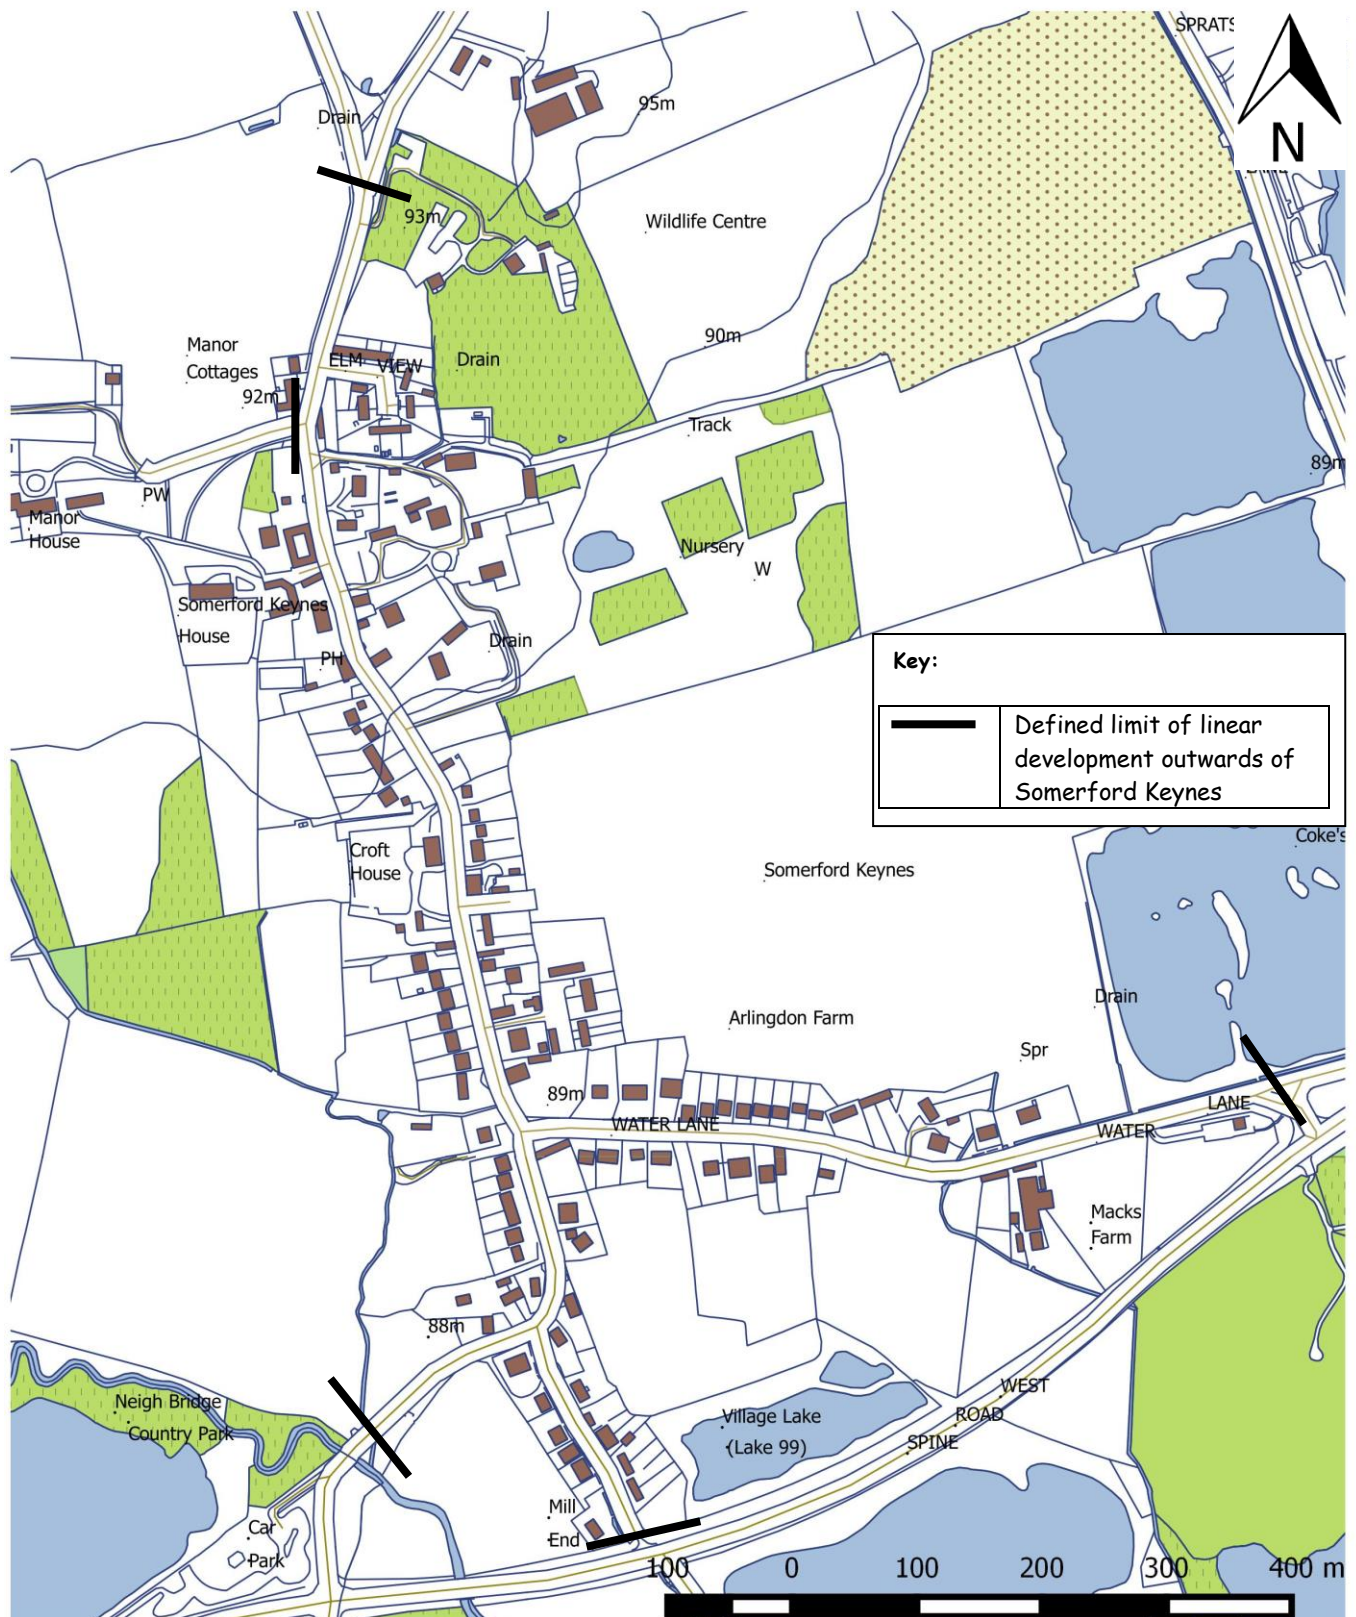 SPRATS
N
Drain
95m
93m
Wildlife Centre
Manor
Cottages
ELM VIEW
Drain
90m
92m
Track
89m
PW
Manor
House
Nursery
W
Somerford Keynes
House
Drain
PH
Key:
Defined limit of linear
development outwards of
Somerford Keynes
Croft
House
Somerford Keynes
Coke's
Drain
Arlingdon Farm
Spr
89m
WATER LANE
LANE
WATER
Macks
Farm
88m
Neigh Bridge
Country Park
WEST
ROAD
SPINE
Village Lake
(Lake 99)
Mill
End
Car
Park
100 0 100 200 300 400 m